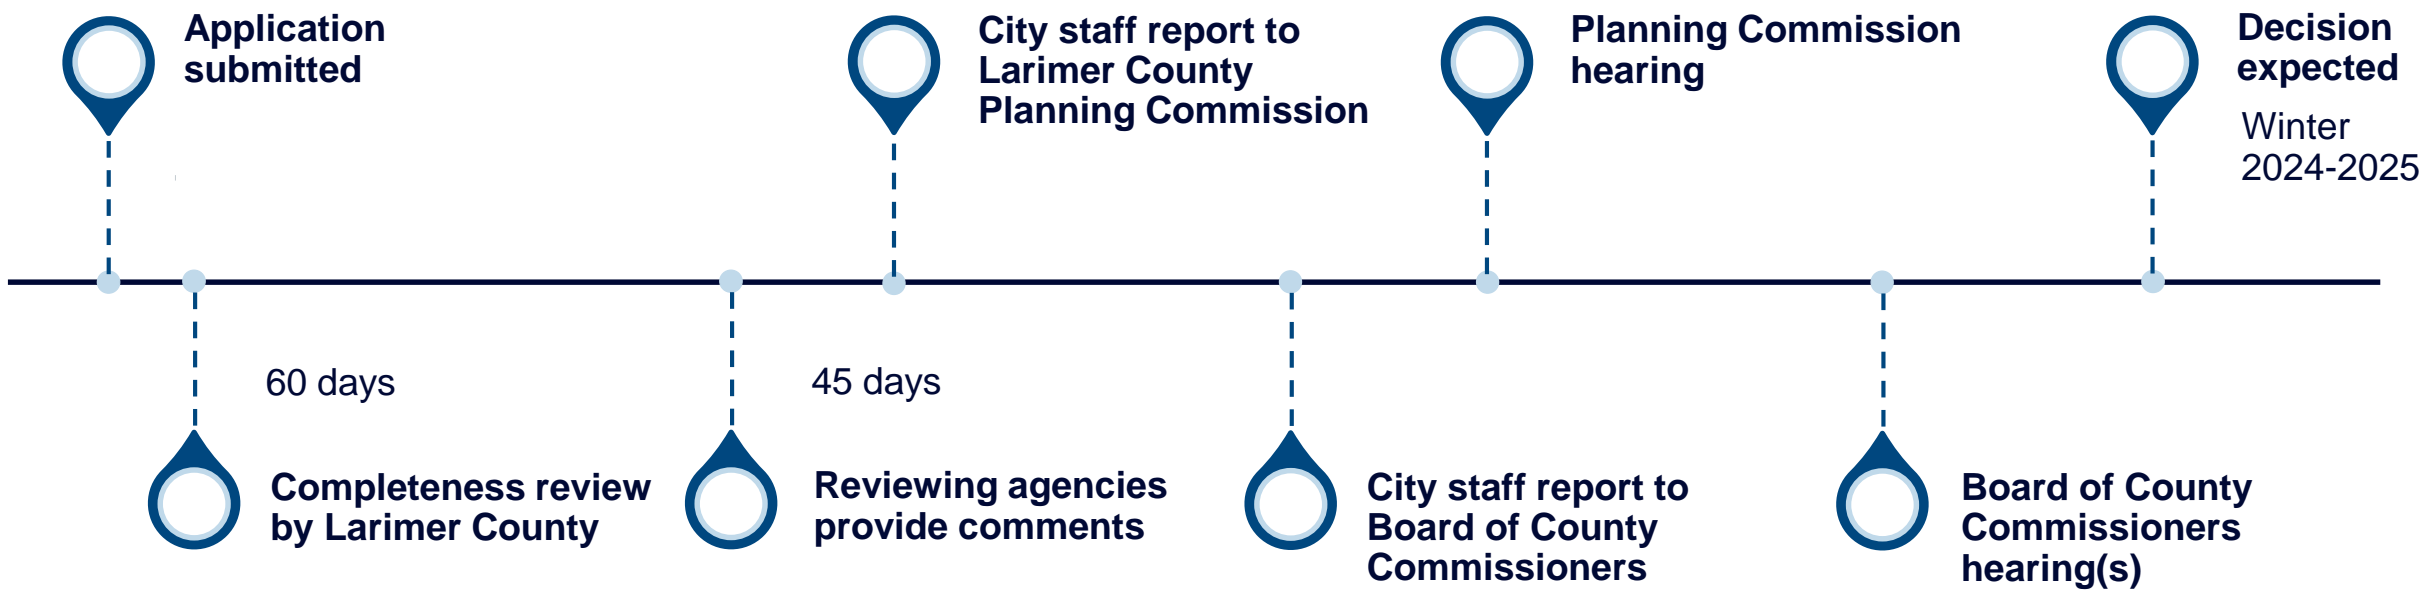 Application
submitted
City staff report to
Larimer County
Planning Commission
Planning Commission
hearing
Decision
expected
Winter
2024-2025
60 days
Completeness review
by Larimer County
45 days
Reviewing agencies
provide comments
City staff report to
Board of County
Commissioners
Board of County
Commissioners
hearing(s)